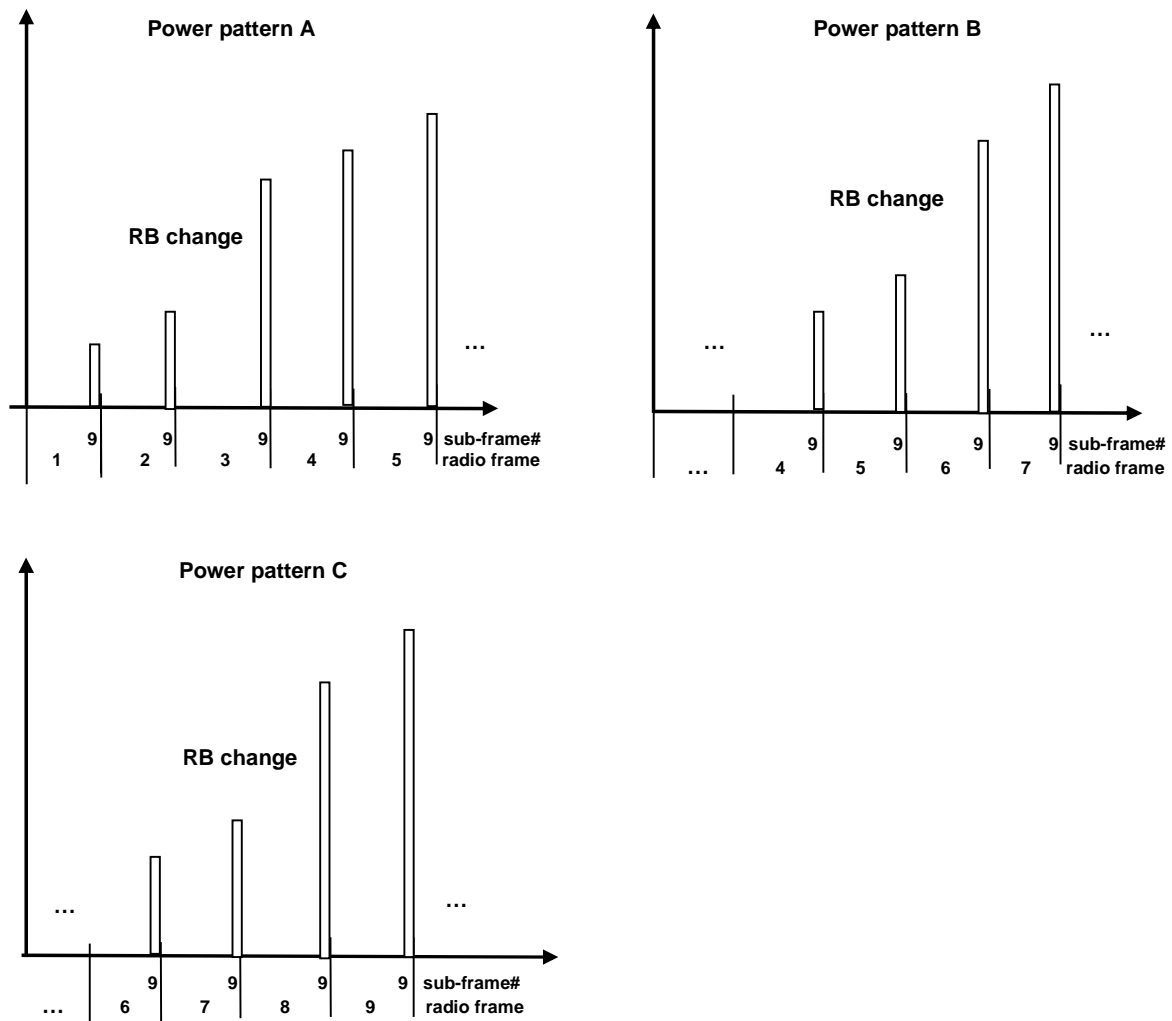 Power pattern A
RB change
...
9 9 9 9 9 sub-frame#
1 2 3 4 5 radio frame
Power pattern B
RB change
... ...
9 9 9 9 sub-frame#
... 4 5 6 7 radio frame
Power pattern C
RB change
... ...
9 9 9 9 sub-frame#
... 6 7 8 9 radio frame